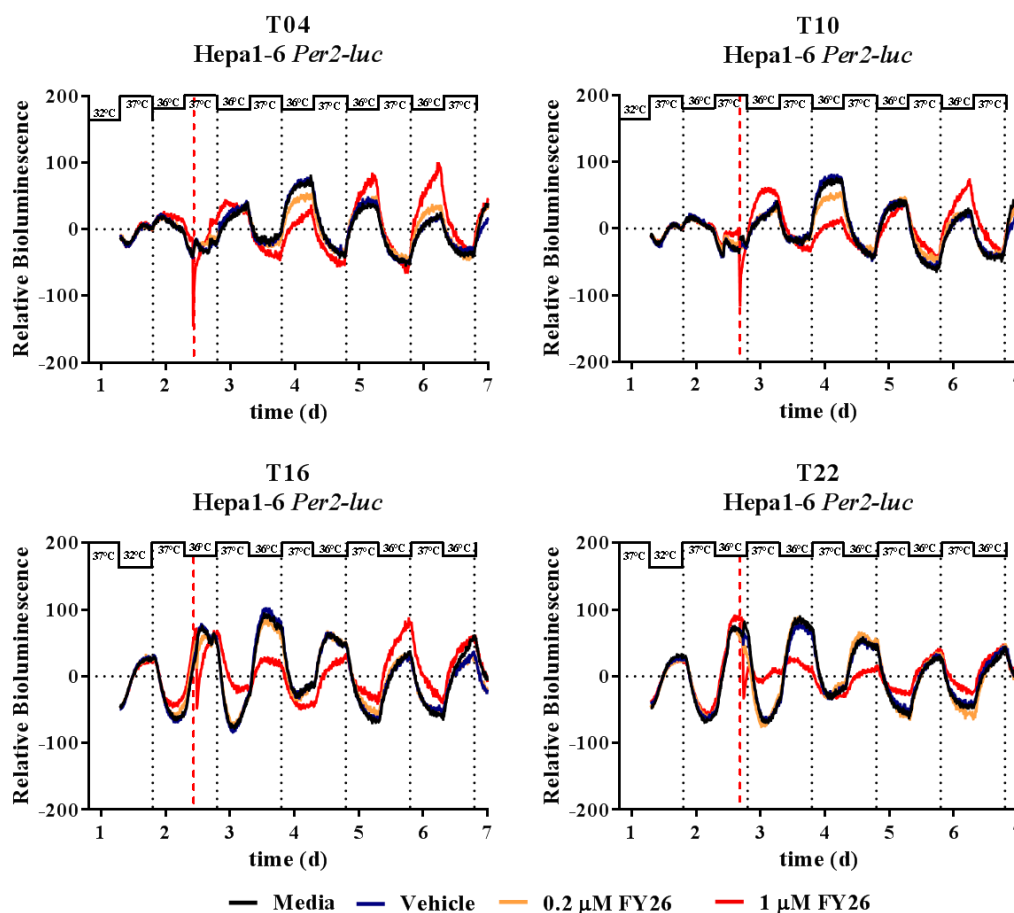 T04
Hepa1-6 Per2-luc
32°C 37°C 36°C 37°C 36°C 37°C 36°C 37°C 36°C 37°C 36°C 37°C
200
100
0
-100
-200
Relative Bioluminescence
1 2 3 4 5 6 7
time (d)
T10
Hepa1-6 Per2-luc
32°C 37°C 36°C 37°C 36°C 37°C 36°C 37°C 36°C 37°C 36°C 37°C
200
100
0
-100
-200
Relative Bioluminescence
1 2 3 4 5 6
time (d)
T16
Hepa1-6 Per2-luc
37°C 32°C 37°C 36°C 37°C 36°C 37°C 36°C 37°C 36°C 37°C 36°C
200
100
0
-100
-200
Relative Bioluminescence
1 2 3 4 5 6 7
time (d)
T22
Hepa1-6 Per2-luc
37°C 32°C 37°C 36°C 37°C 36°C 37°C 36°C 37°C 36°C 37°C 36°C
200
100
0
-100
-200
Relative Bioluminescence
1 2 3 4 5 6
time (d)
Media Vehicle 0.2 µM FY26 1 µM FY26